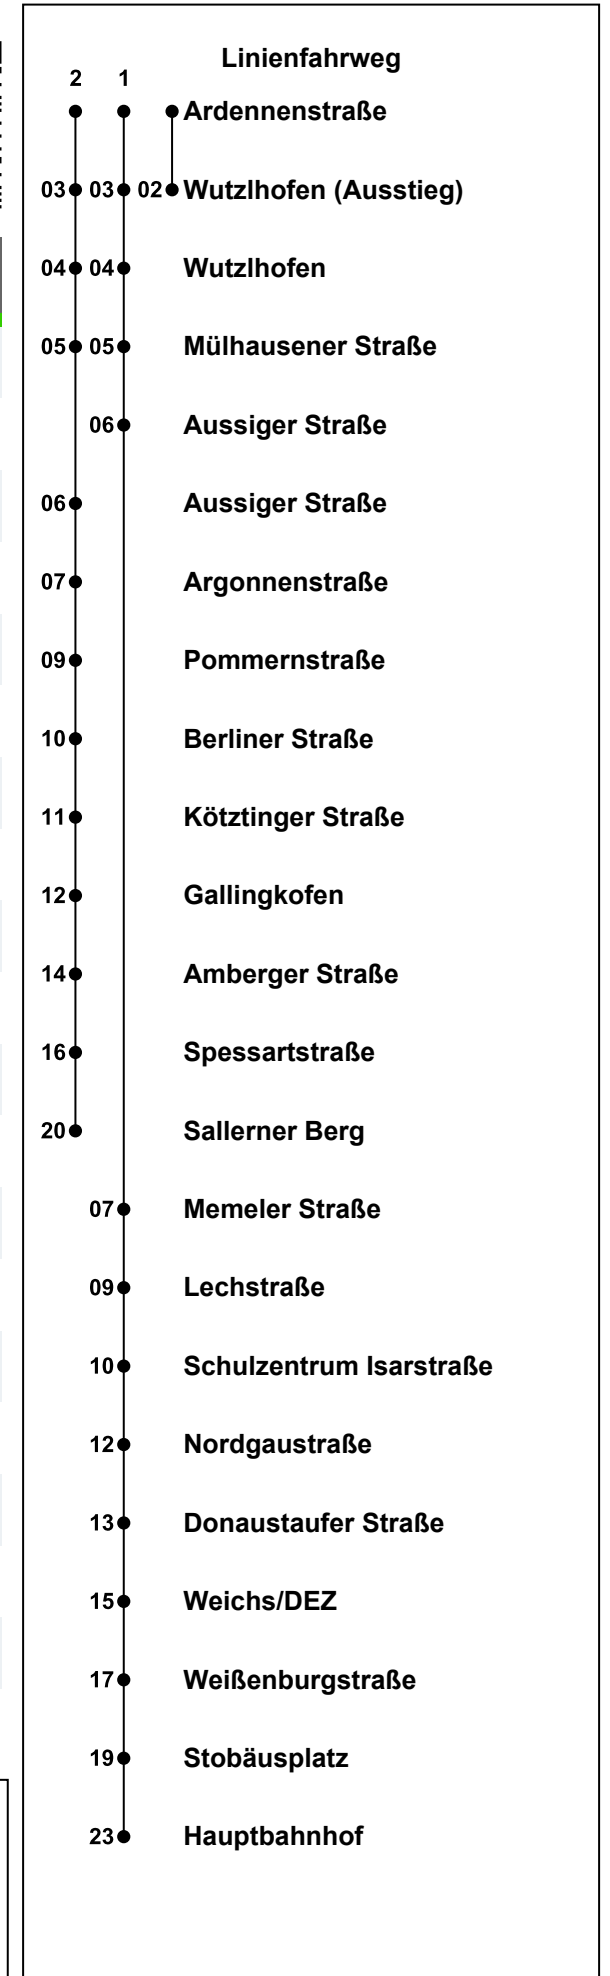 Linienfahrweg
2 1
Ardennenstraße
03 03 02 Wutzlhofen (Ausstieg)
04 04 Wutzlhofen
05 05 Mülhausener Straße
06 Aussiger Straße
06 Aussiger Straße
07 Argonnenstraße
09 Pommernstraße
10 Berliner Straße
11 Kötztinger Straße
12 Gallingkofen
14 Amberger Straße
16 Spessartstraße
20 Sallerner Berg
07 Memeler Straße
09 Lechstraße
10 Schulzentrum Isarstraße
12 Nordgaustraße
13 Donaustaufer Straße
15 Weichs/DEZ
17 Weißenburgstraße
19 Stobäusplatz
23 Hauptbahnhof